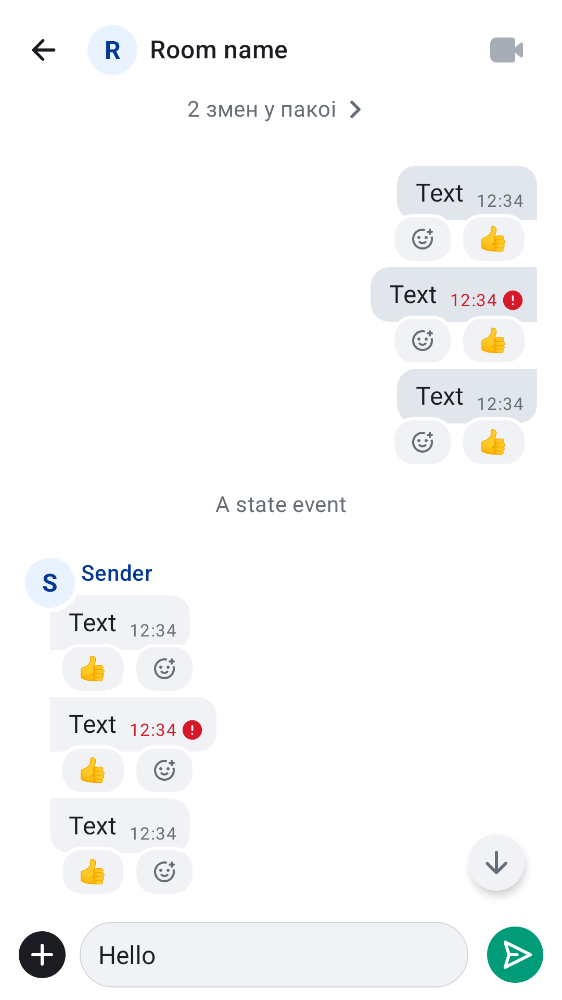 R Room name
2 змен у пакоі
Text 12:34
👍
Text 12:34
👍
Text 12:34
👍
A state event
S Sender
Text 12:34
👍
Text 12:34
👍
Text 12:34
👍
Hello